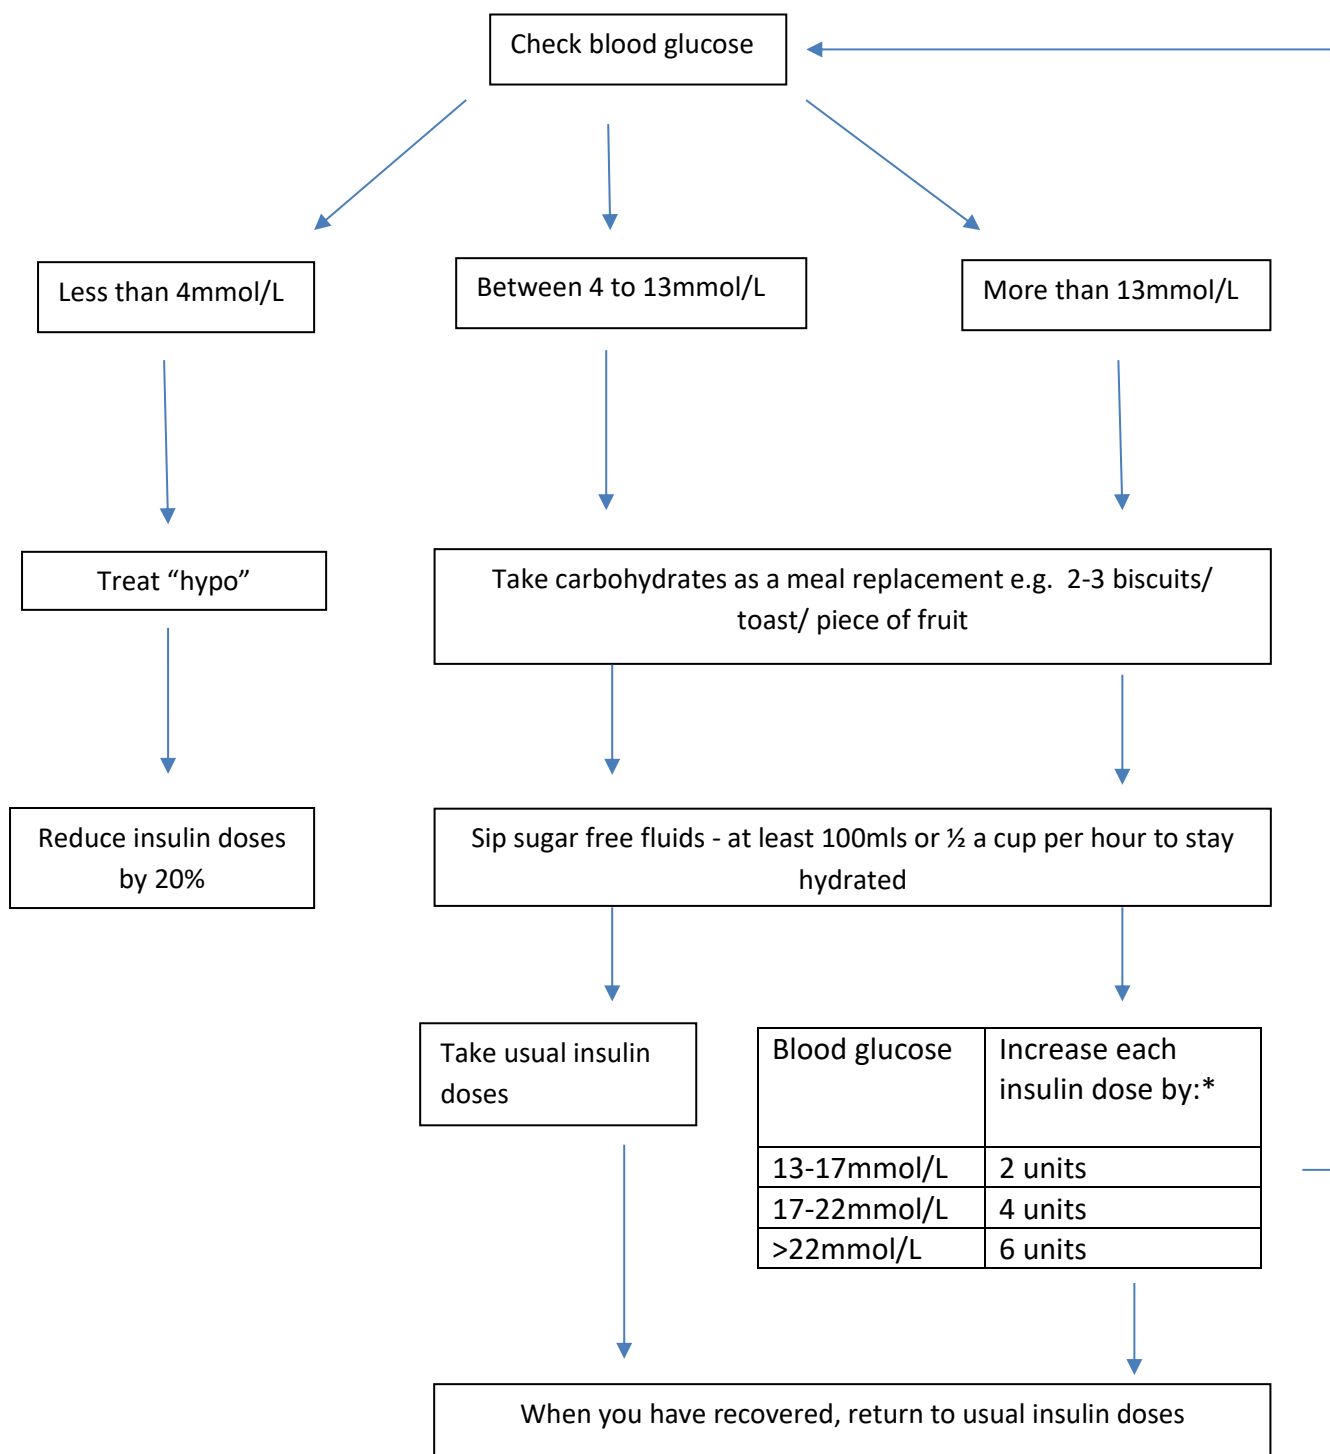 Check blood glucose
Less than 4mmol/L
Between 4 to 13mmol/L
More than 13mmol/L
Treat “hypo”
Take carbohydrates as a meal replacement e.g.  2-3 biscuits/
toast/ piece of fruit
Reduce insulin doses
by 20%
Sip sugar free fluids - at least 100mls or ½ a cup per hour to stay
hydrated
Take usual insulin
doses
Blood glucose
Increase each
insulin dose by:*
13-17mmol/L
2 units
17-22mmol/L
4 units
>22mmol/L
6 units
When you have recovered, return to usual insulin doses